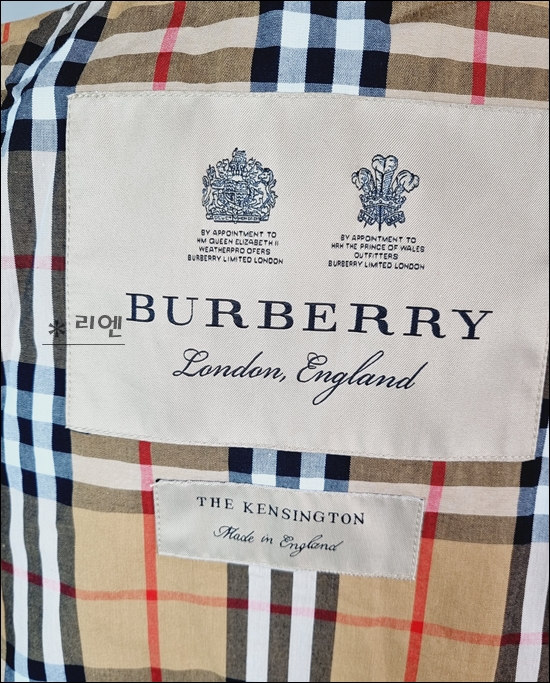 BY APPOINTMENT TO
HM QUEEN ELIZABETH II
WEATHERPROOFERS
BURBERRY LIMITED LONDON
BY APPOINTMENT TO
HRH THE PRINCE OF WALES
OUTFITTERS
BURBERRY LIMITED LONDON
BURBERRY
London, England
* 리엔
THE KENSINGTON
Made in England